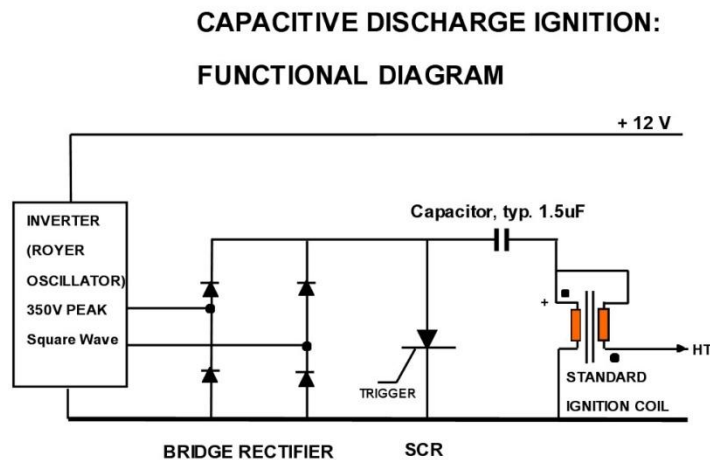 CAPACITIVE DISCHARGE IGNITION:
FUNCTIONAL DIAGRAM
+ 12 V
INVERTER
(ROYER
OSCILLATOR)
350V PEAK
Square Wave
Capacitor, typ. 1.5uF
+
HT
TRIGGER
STANDARD
IGNITION COIL
BRIDGE RECTIFIER
SCR